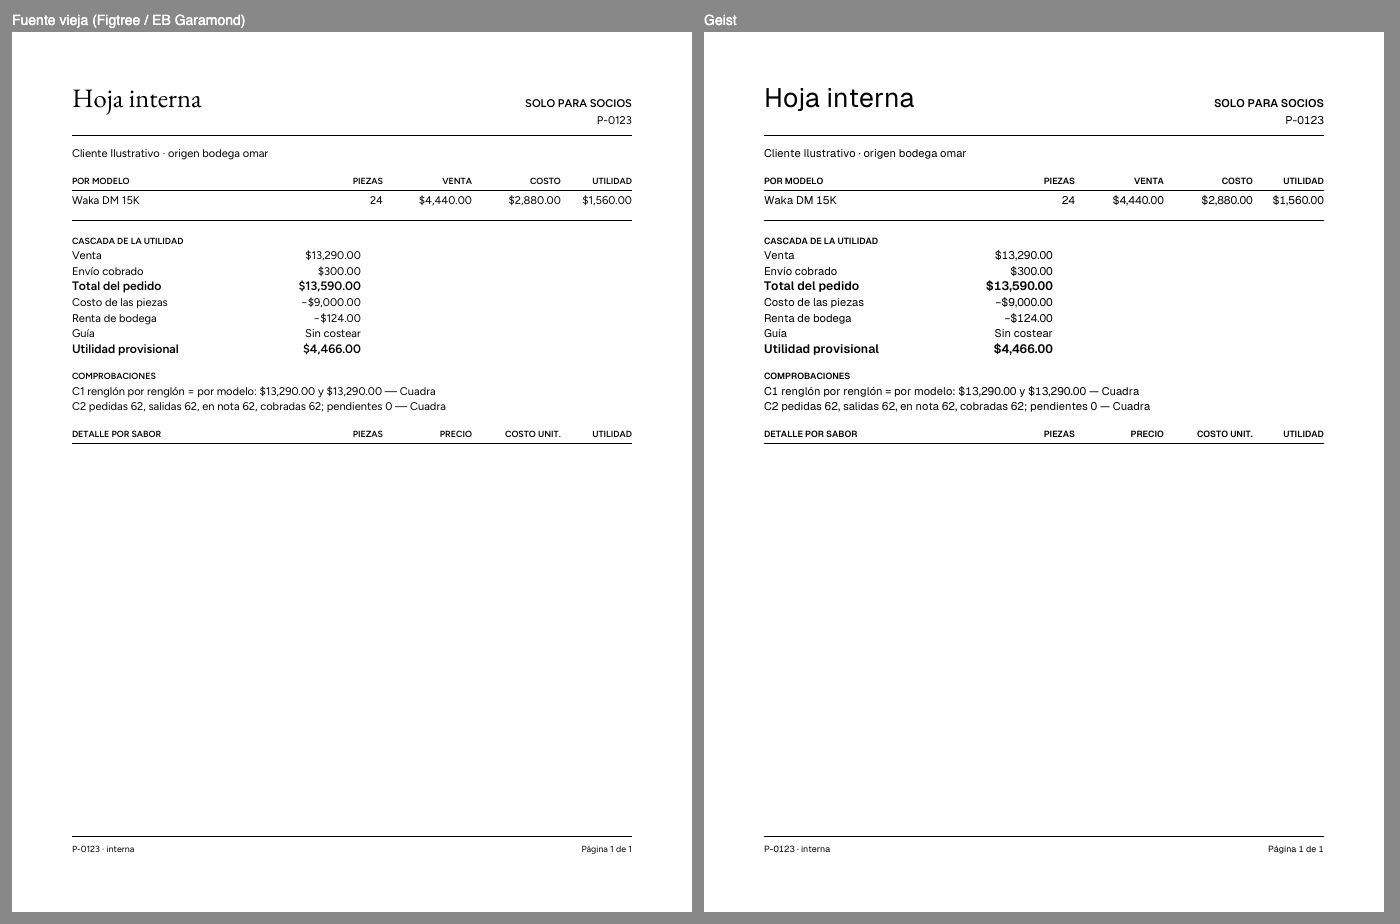 Fuente vieja (Figtree / EB Garamond)
Hoja interna
SOLO PARA SOCIOS
P-0123
Cliente Ilustrativo · origen bodega omar
POR MODELO PIEZAS VENTA COSTO UTILIDAD
Waka DM 15K 24 $4,440.00 $2,880.00 $1,560.00
CASCADA DE LA UTILIDAD
Venta $13,290.00
Envío cobrado $300.00
Total del pedido $13,590.00
Costo de las piezas −$9,000.00
Renta de bodega −$124.00
Guía Sin costear
Utilidad provisional $4,466.00
COMPROBACIONES
C1 renglón por renglón = por modelo: $13,290.00 y $13,290.00 — Cuadra
C2 pedidas 62, salidas 62, en nota 62, cobradas 62; pendientes 0 — Cuadra
DETALLE POR SABOR PIEZAS PRECIO COSTO UNIT. UTILIDAD
P-0123 · interna Página 1 de 1
Geist
Hoja interna
SOLO PARA SOCIOS
P-0123
Cliente Ilustrativo · origen bodega omar
POR MODELO PIEZAS VENTA COSTO UTILIDAD
Waka DM 15K 24 $4,440.00 $2,880.00 $1,560.00
CASCADA DE LA UTILIDAD
Venta $13,290.00
Envío cobrado $300.00
Total del pedido $13,590.00
Costo de las piezas −$9,000.00
Renta de bodega −$124.00
Guía Sin costear
Utilidad provisional $4,466.00
COMPROBACIONES
C1 renglón por renglón = por modelo: $13,290.00 y $13,290.00 — Cuadra
C2 pedidas 62, salidas 62, en nota 62, cobradas 62; pendientes 0 — Cuadra
DETALLE POR SABOR PIEZAS PRECIO COSTO UNIT. UTILIDAD
P-0123 · interna Página 1 de 1